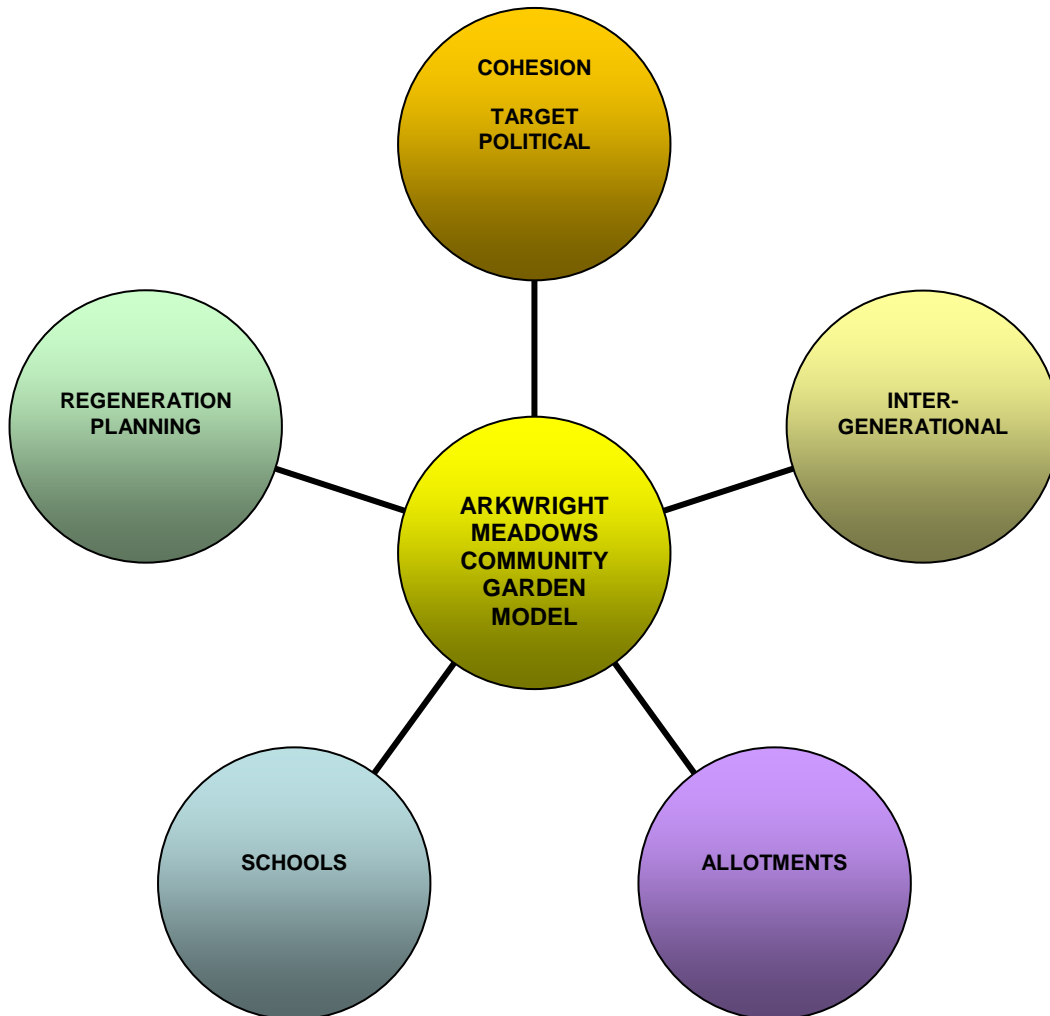 COHESION
TARGET
POLITICAL
REGENERATION
PLANNING
INTER-
GENERATIONAL
ARKWRIGHT
MEADOWS
COMMUNITY
GARDEN
MODEL
SCHOOLS
ALLOTMENTS